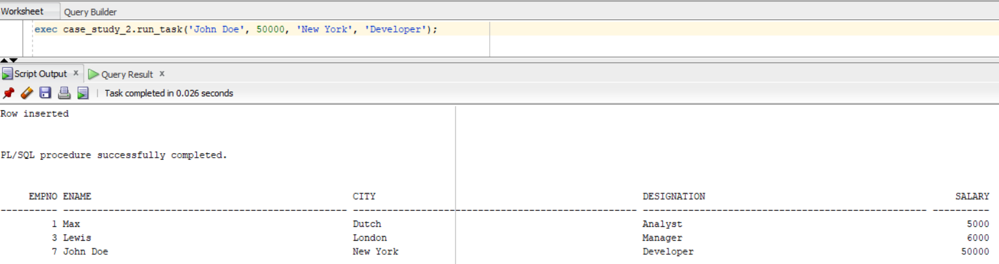 Worksheet Query Builder
exec case_study_2.run_task('John Doe', 50000, 'New York', 'Developer');
Script Output x Query Result x
Task completed in 0.026 seconds
Row inserted
PL/SQL procedure successfully completed.
EMPNO ENAME CITY DESIGNATION SALARY
---------- -------------------------------------------------- -------------------------------------------------- -------------------------------------------------- ----------
1 Max Dutch Analyst 5000
3 Lewis London Manager 6000
7 John Doe New York Developer 50000